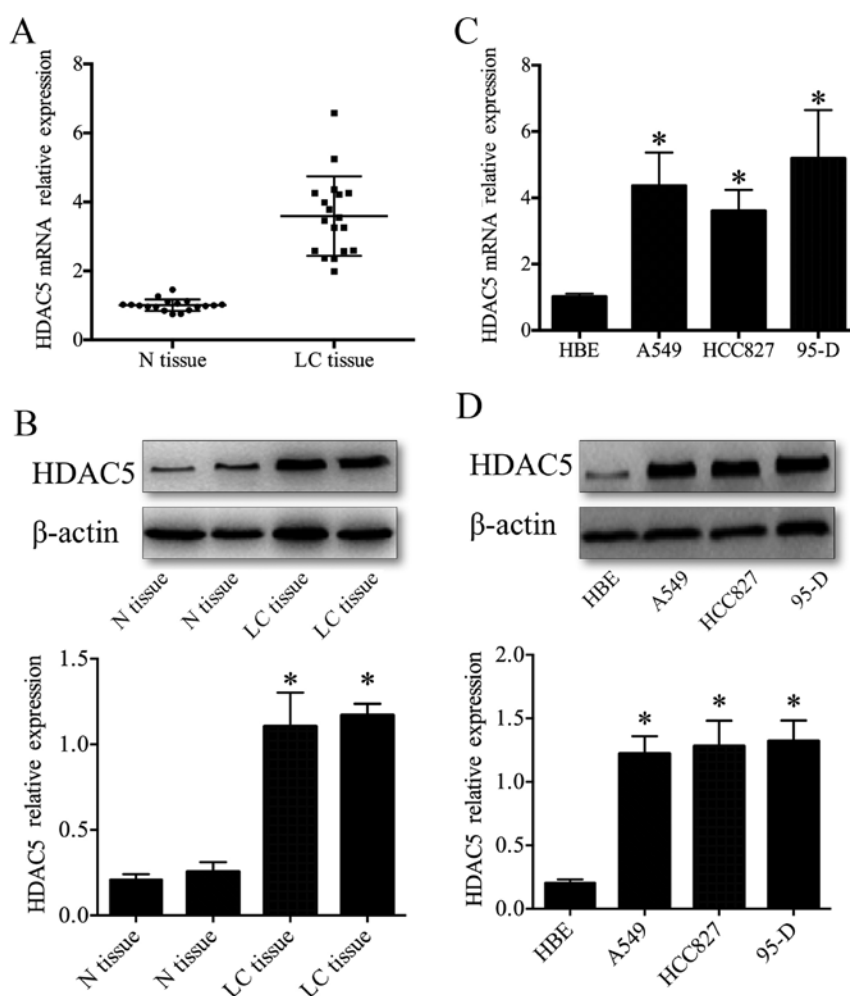 A
HDAC5 mRNA relative expression
8
6
4
2
0
N tissue LC tissue
B
HDAC5
β-actin
N tissue N tissue LC tissue LC tissue
HDAC5 relative expression
1.5
* *
1.0
0.5
0.0
N tissue N tissue LC tissue LC tissue
C
HDAC5 mRNA relative expression
8
*
6
* *
4
2
0
HBE A549 HCC827 95-D
D
HDAC5
β-actin
HBE A549 HCC827 95-D
HDAC5 relative expression
2.0
* * *
1.5
1.0
0.5
0.0
HBE A549 HCC827 95-D